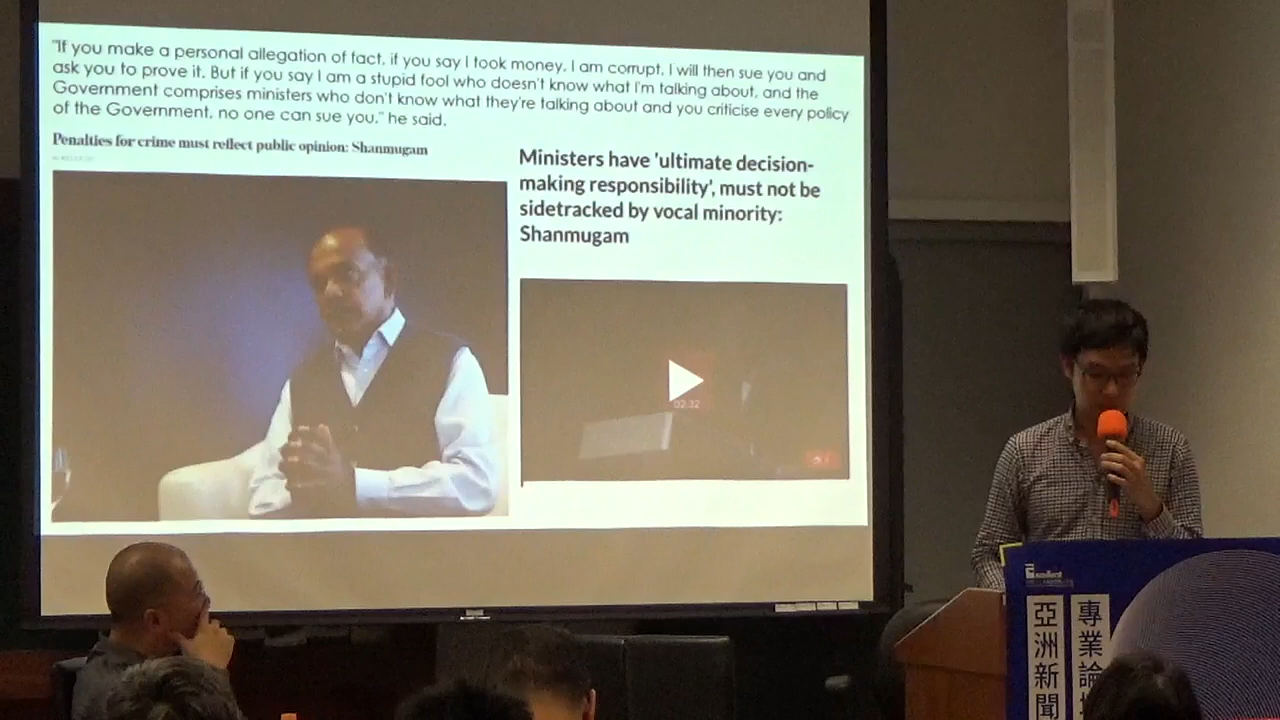 "If you make a personal allegation of fact, if you say I took money, I am corrupt, I will then sue you and
ask you to prove it. But if you say I am a stupid fool who doesn't know what I'm talking about, and the
Government comprises ministers who don't know what they're talking about and you criticise every policy
of the Government, no one can sue you," he said.
Penalties for crime must reflect public opinion: Shanmugam
Ministers have 'ultimate decision-
making responsibility', must not be
sidetracked by vocal minority:
Shanmugam
02:32
專業論
亞洲新聞